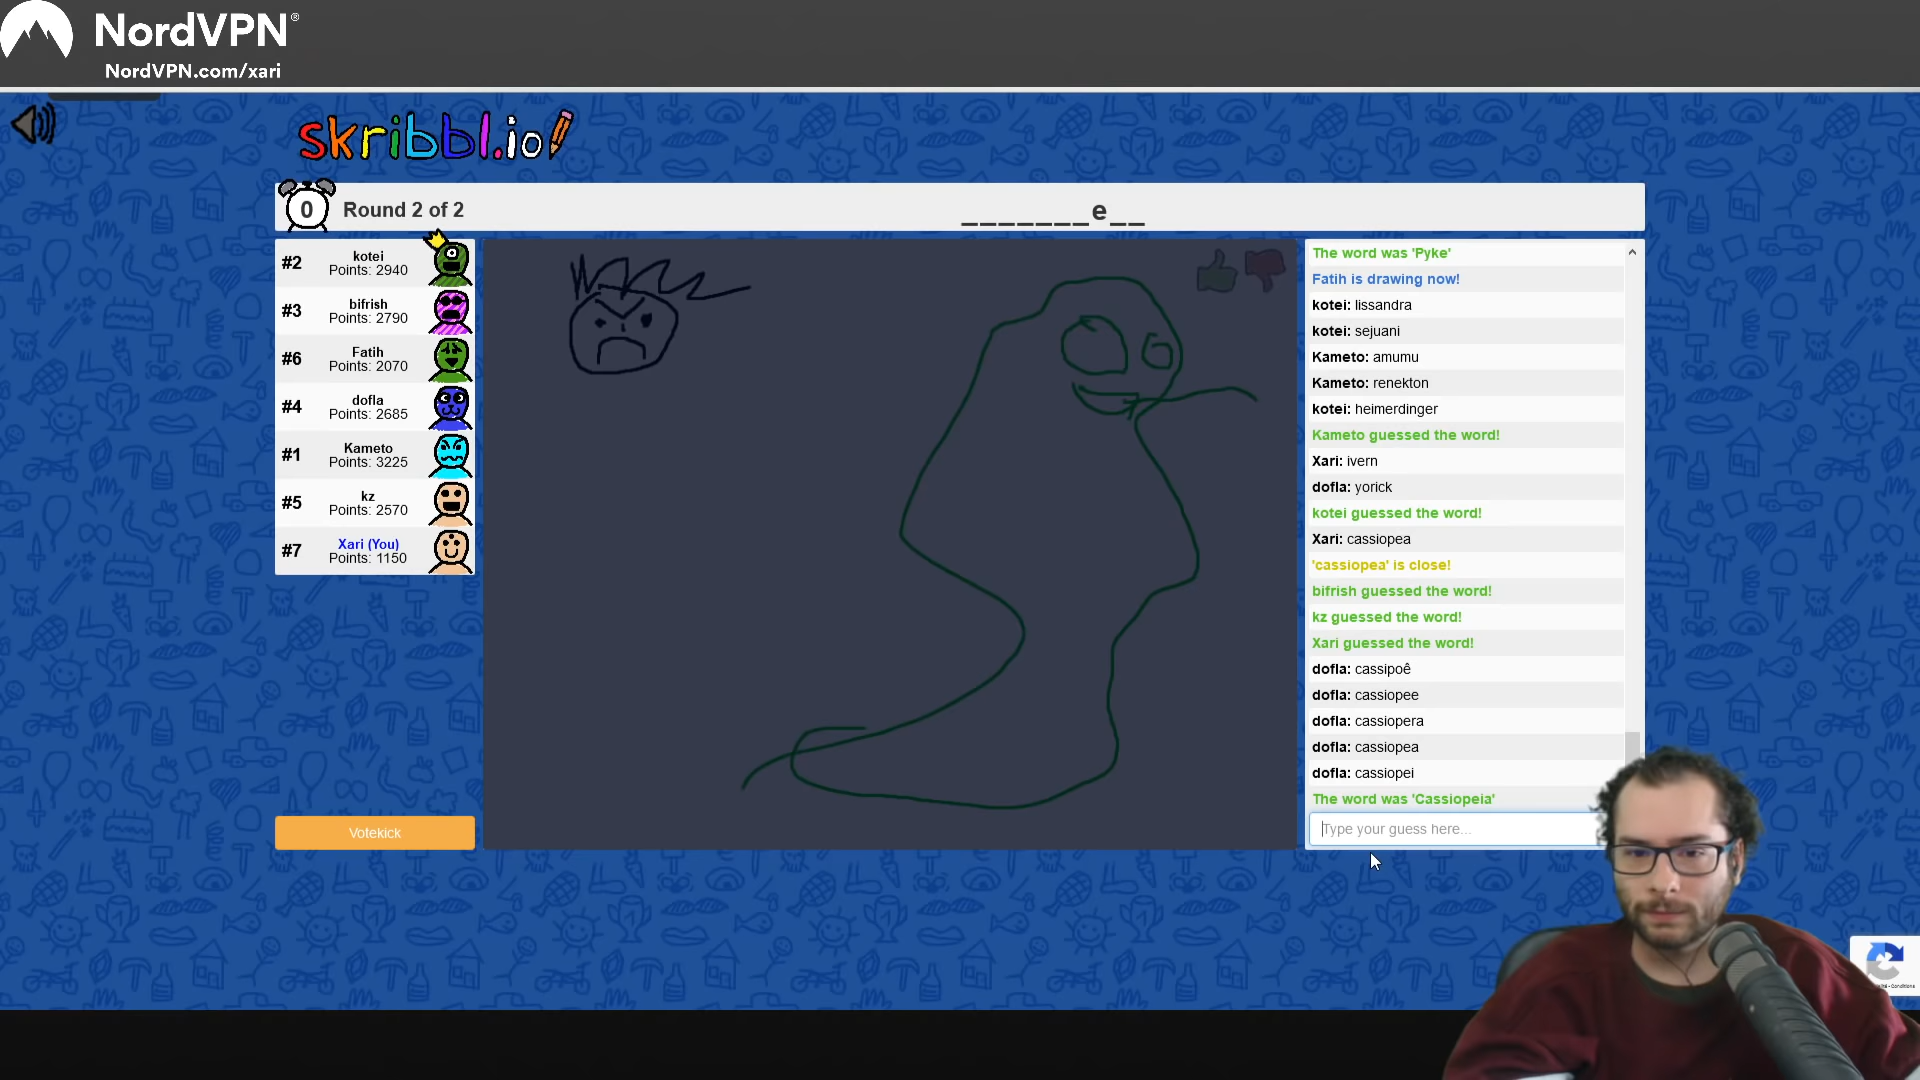 NordVPN®
NordVPN.com/xari
skribbl.io
0
Round 2 of 2
_______e__
#2
kotei
Points: 2940
#3
bifrish
Points: 2790
#6
Fatih
Points: 2070
#4
dofla
Points: 2685
#1
Kameto
Points: 3225
#5
kz
Points: 2570
#7
Xari (You)
Points: 1150
Votekick
The word was 'Pyke'
Fatih is drawing now!
kotei: lissandra
kotei: sejuani
Kameto: amumu
Kameto: renekton
kotei: heimerdinger
Kameto guessed the word!
Xari: ivern
dofla: yorick
kotei guessed the word!
Xari: cassiopea
'cassiopea' is close!
bifrish guessed the word!
kz guessed the word!
Xari guessed the word!
dofla: cassipoê
dofla: cassiopee
dofla: cassiopera
dofla: cassiopea
dofla: cassiopei
The word was 'Cassiopeia'
Type your guess here...